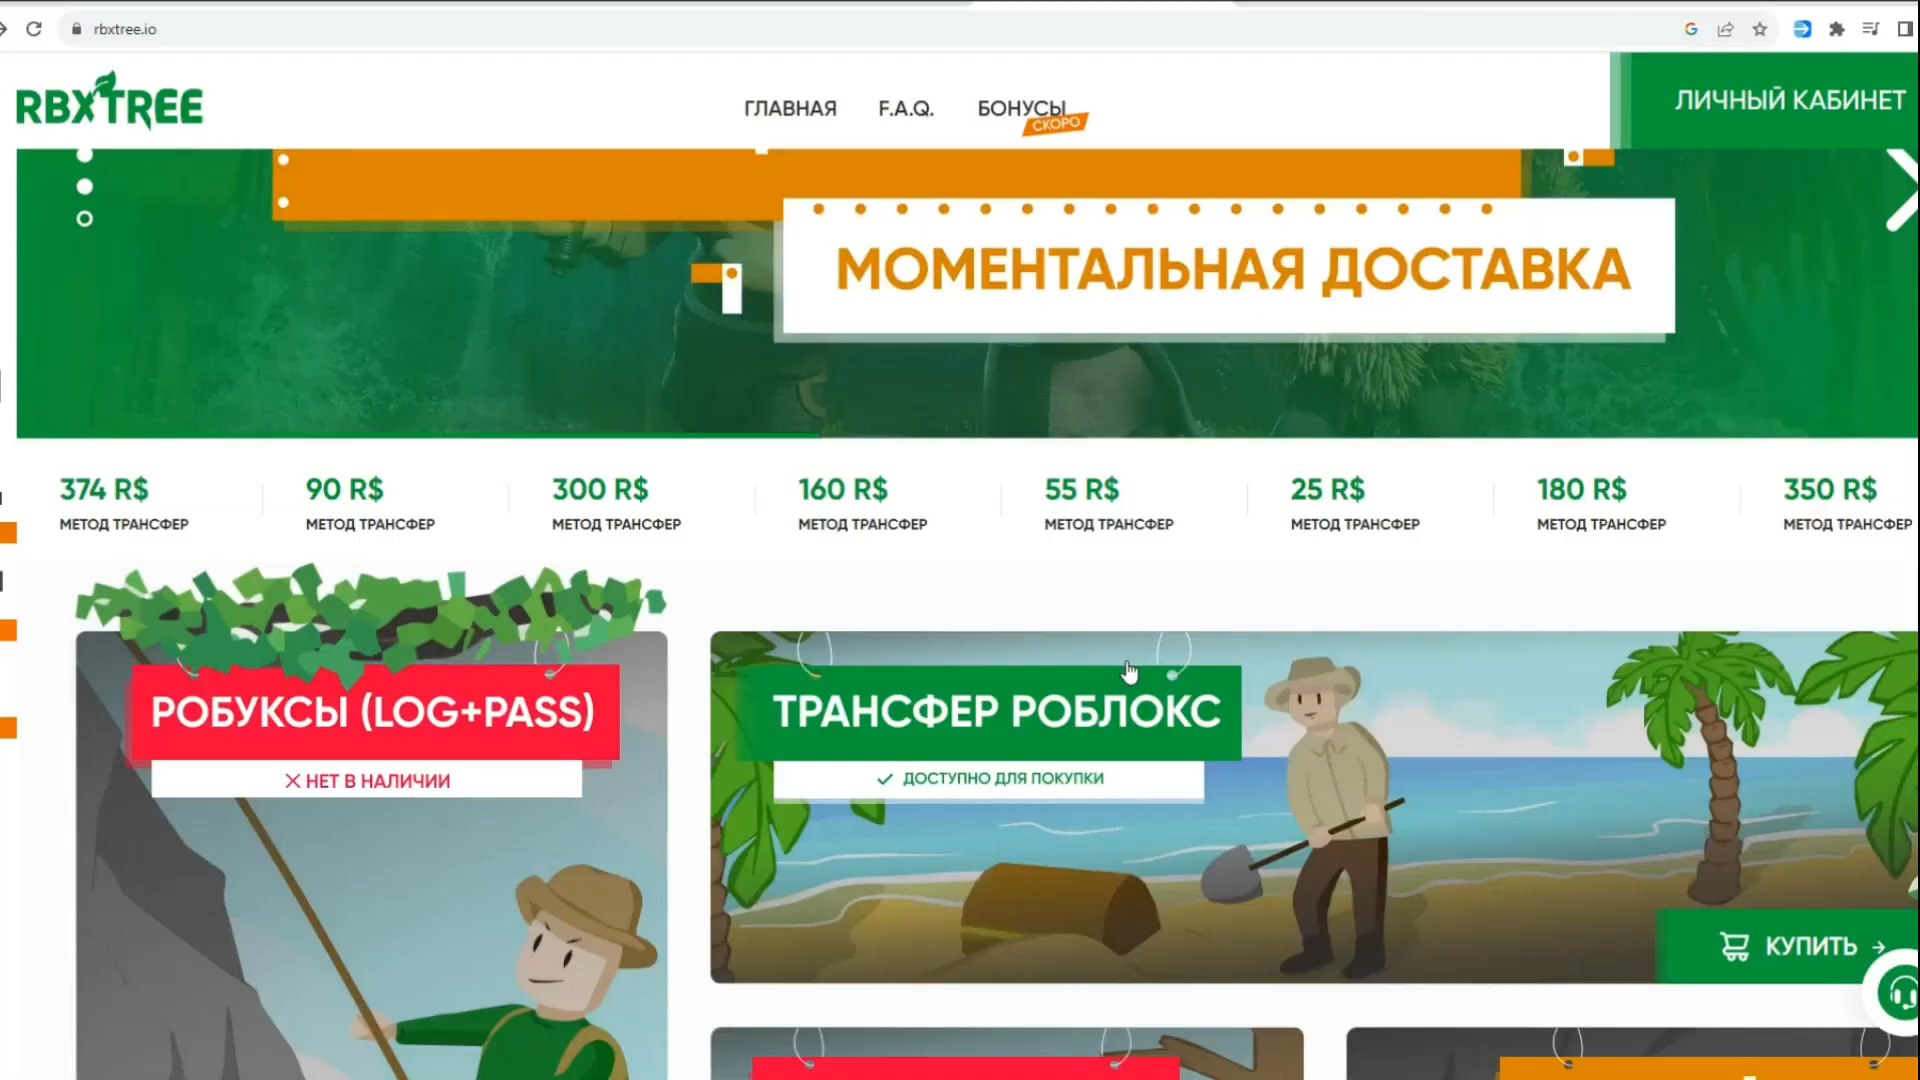 rbxtree.io
RBXTREE
ГЛАВНАЯ
F.A.Q.
БОНУСЫ
СКОРО
ЛИЧНЫЙ КАБИНЕТ
МОМЕНТАЛЬНАЯ ДОСТАВКА
374 R$
МЕТОД ТРАНСФЕР
90 R$
МЕТОД ТРАНСФЕР
300 R$
МЕТОД ТРАНСФЕР
160 R$
МЕТОД ТРАНСФЕР
55 R$
МЕТОД ТРАНСФЕР
25 R$
МЕТОД ТРАНСФЕР
180 R$
МЕТОД ТРАНСФЕР
350 R$
МЕТОД ТРАНСФЕР
РОБУКСЫ (LOG+PASS)
НЕТ В НАЛИЧИИ
ТРАНСФЕР РОБЛОКС
ДОСТУПНО ДЛЯ ПОКУПКИ
КУПИТЬ